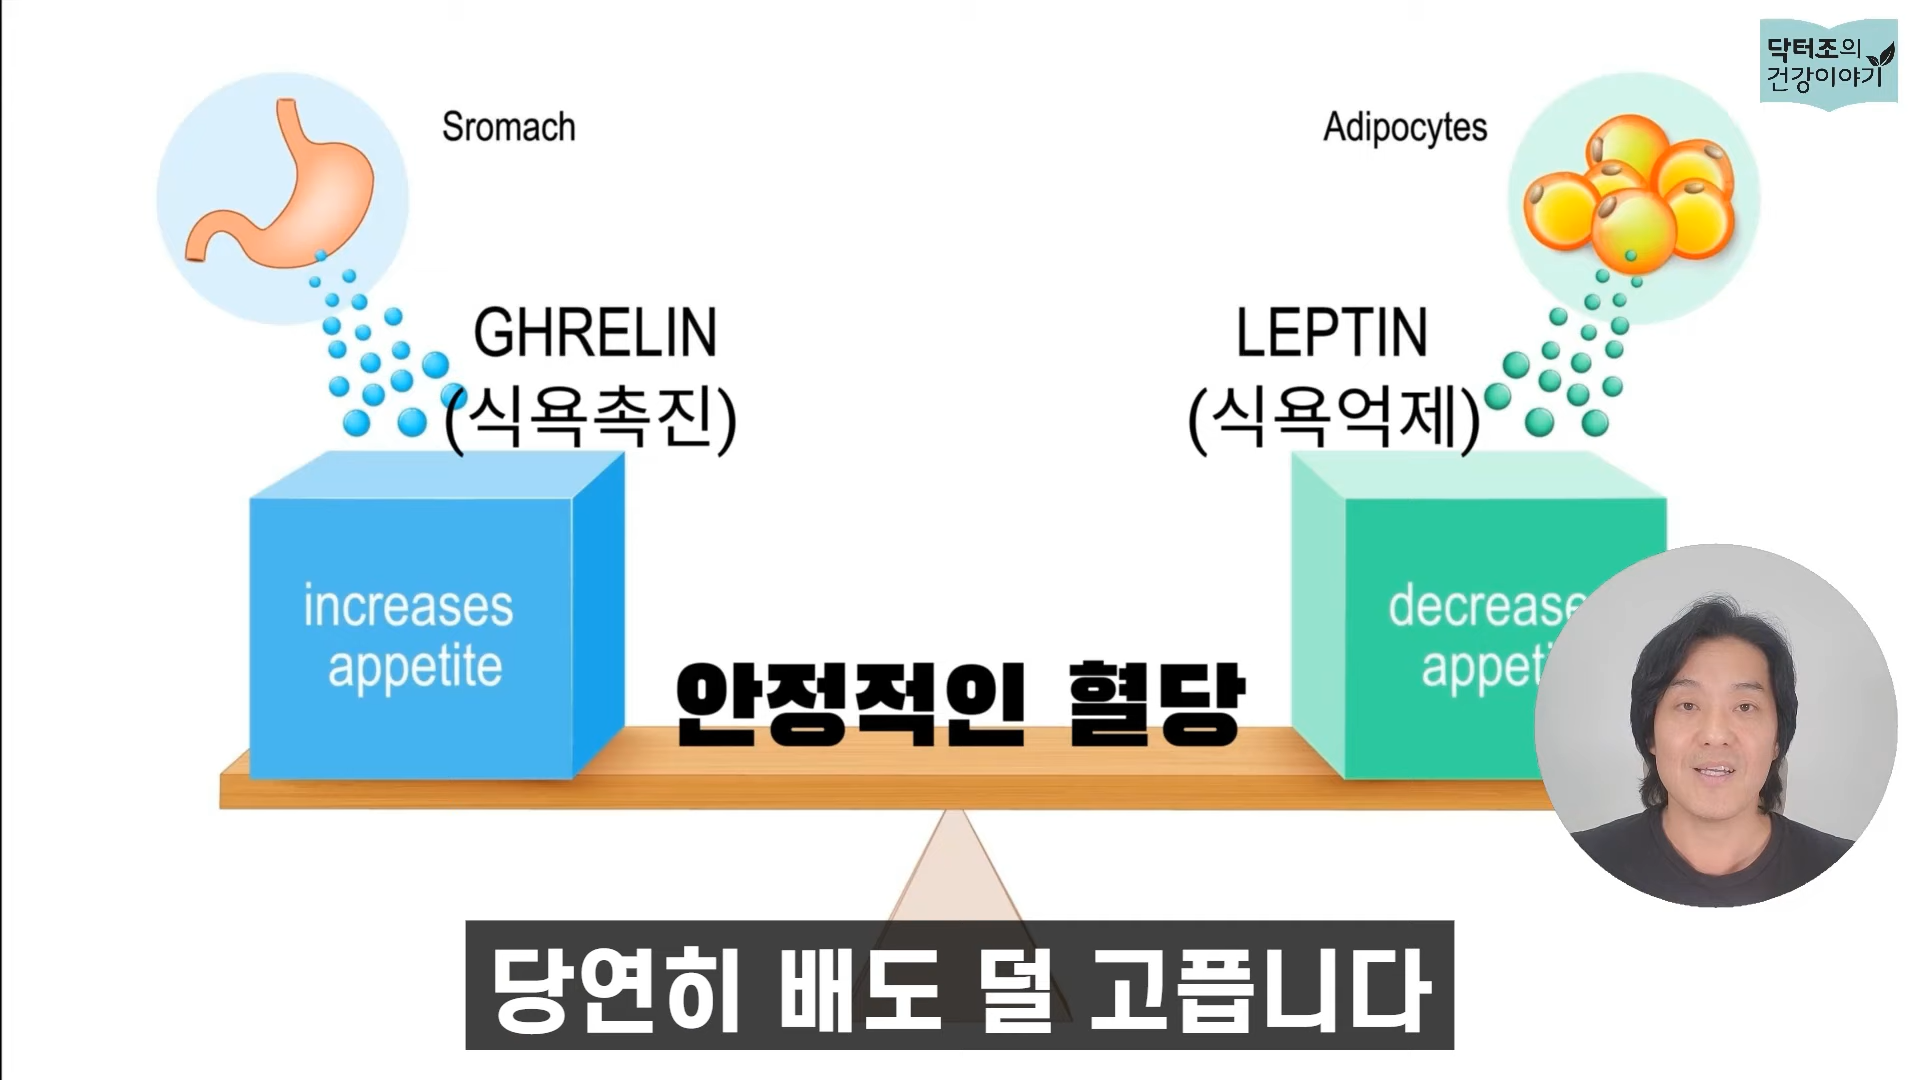 닥터조의
건강이야기
Sromach
Adipocytes
GHRELIN
(식욕촉진)
LEPTIN
(식욕억제)
increases
appetite
decrease
appeti
안정적인 혈당
당연히 배도 덜 고픕니다